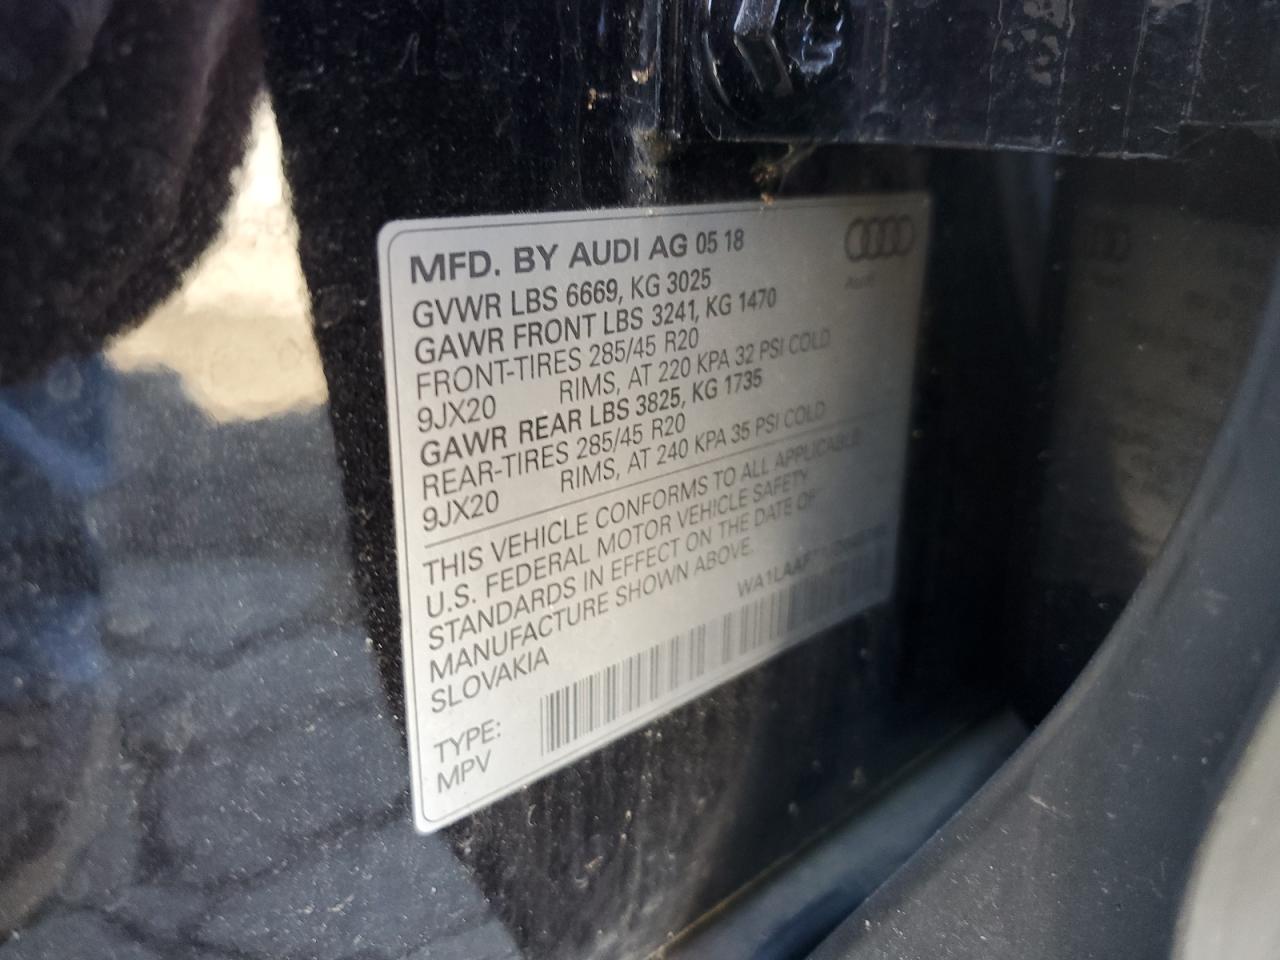 MFD. BY AUDI AG 05 18
GVWR LBS 6669, KG 3025
GAWR FRONT LBS 3241, KG 1470
FRONT-TIRES 285/45 R20
9JX20 RIMS, AT 220 KPA 32 PSI COLD
GAWR REAR LBS 3825, KG 1735
REAR-TIRES 285/45 R20
9JX20 RIMS, AT 240 KPA 35 PSI COLD
THIS VEHICLE CONFORMS TO ALL APPLICABLE
U.S. FEDERAL MOTOR VEHICLE SAFETY
STANDARDS IN EFFECT ON THE DATE OF
MANUFACTURE SHOWN ABOVE.
SLOVAKIA
TYPE:
MPV